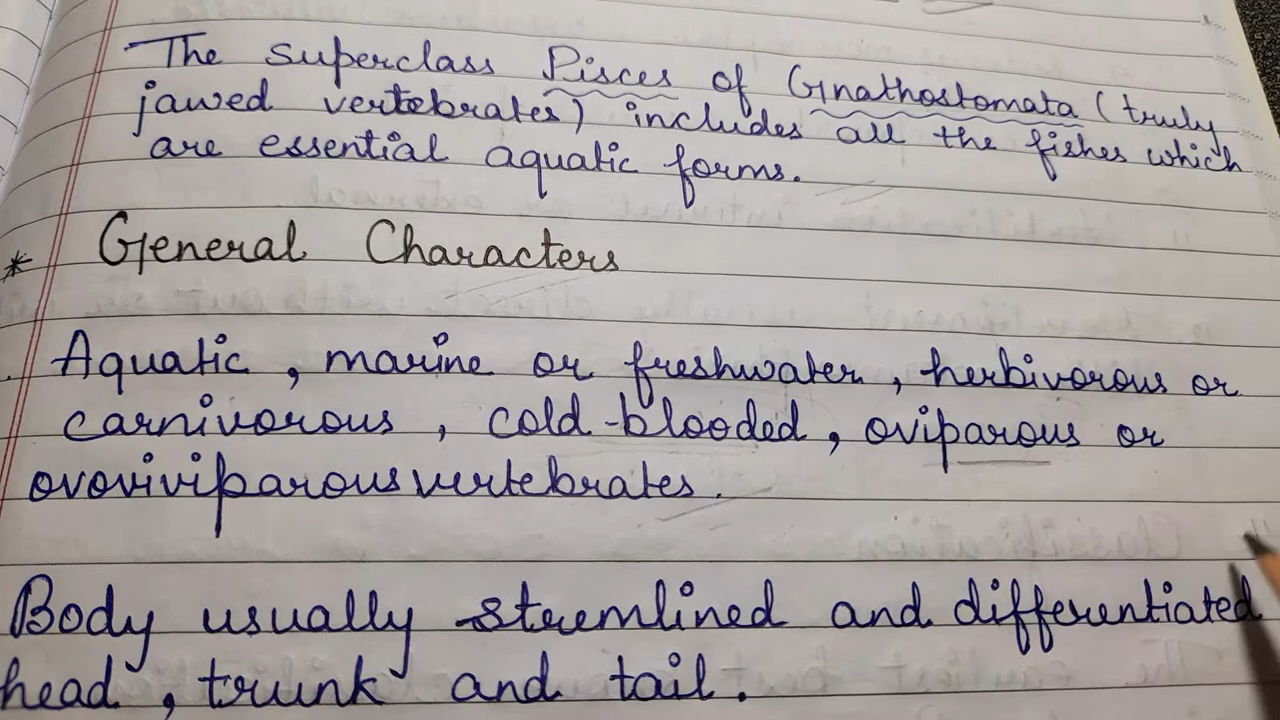 The superclass Pisces of Gnathostomata (truly
jawed vertebrates) includes all the fishes which
are essential aquatic forms.
* General Characters
Aquatic, marine or freshwater, herbivorous or
carnivorous, cold-blooded, oviparous or
ovoviviparous vertebrates.
Body usually stremlined and differentiated
head, trunk and tail.